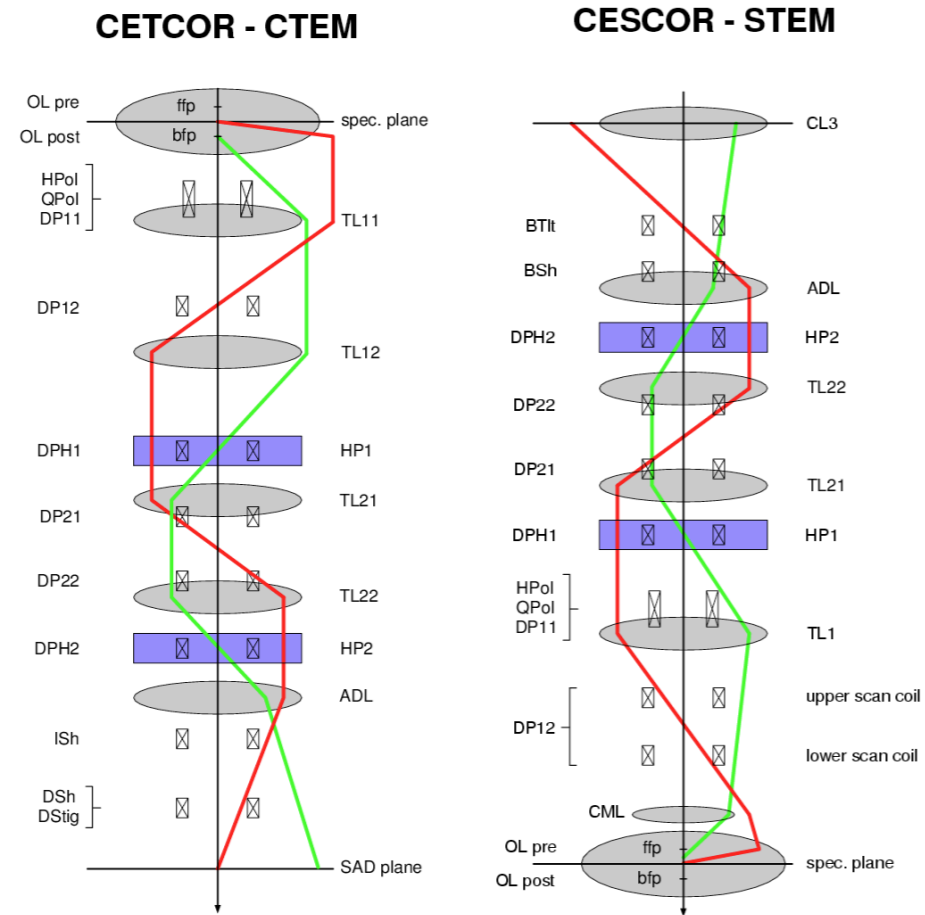 CETCOR - CTEM
OL pre
ffp
spec. plane
OL post
bfp
HPol
QPol
DP11
TL11
DP12
TL12
DPH1
HP1
TL21
DP21
DP22
TL22
DPH2
HP2
ADL
ISh
DSh
DStig
SAD plane
CESCOR - STEM
CL3
BTlt
BSh
ADL
DPH2
HP2
TL22
DP22
DP21
TL21
DPH1
HP1
HPol
QPol
DP11
TL1
upper scan coil
DP12
lower scan coil
CML
OL pre
ffp
spec. plane
OL post
bfp